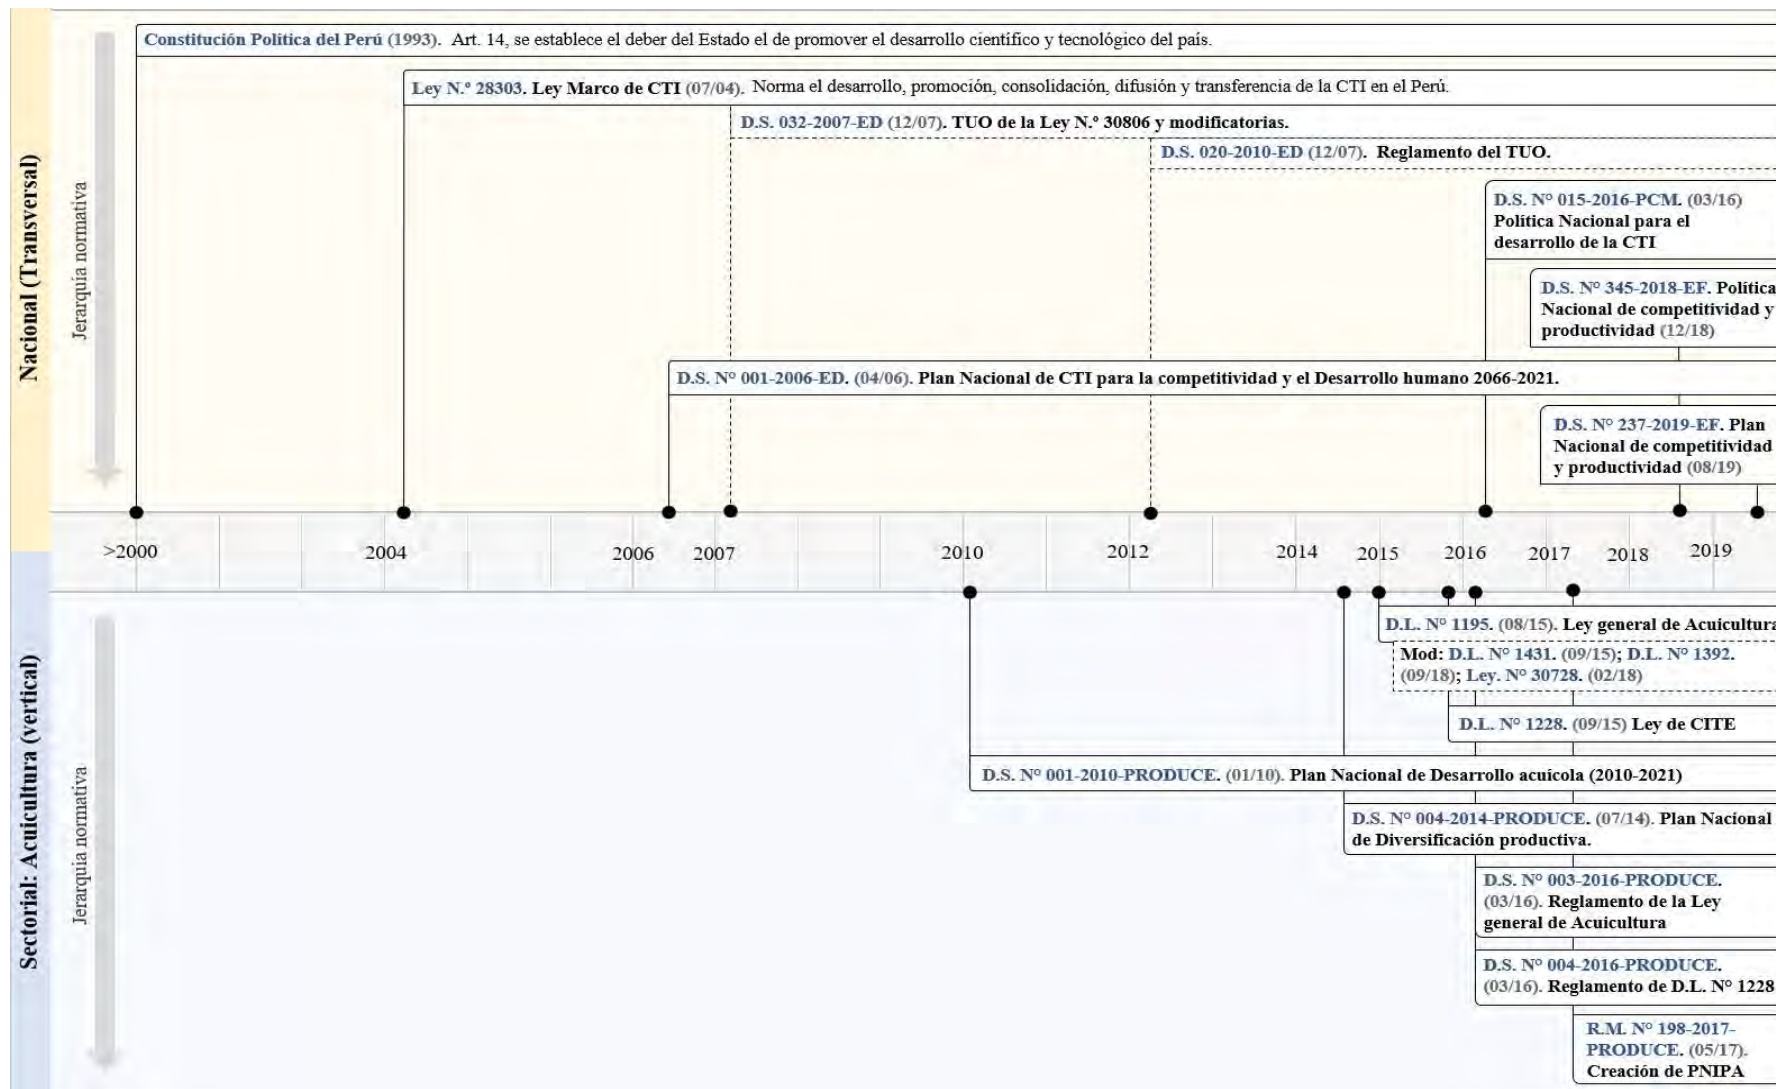 Nacional (Transversal)
Jerarquía normativa
Constitución Política del Perú (1993). Art. 14, se establece el deber del Estado el de promover el desarrollo científico y tecnológico del país.
Ley N.º 28303. Ley Marco de CTI (07/04). Norma el desarrollo, promoción, consolidación, difusión y transferencia de la CTI en el Perú.
D.S. 032-2007-ED (12/07). TUO de la Ley N.º 30806 y modificatorias.
D.S. 020-2010-ED (12/07). Reglamento del TUO.
D.S. N° 015-2016-PCM. (03/16)
Política Nacional para el
desarrollo de la CTI
D.S. N° 345-2018-EF. Política
Nacional de competitividad y
productividad (12/18)
D.S. N° 001-2006-ED. (04/06). Plan Nacional de CTI para la competitividad y el Desarrollo humano 2066-2021.
D.S. N° 237-2019-EF. Plan
Nacional de competitividad
y productividad (08/19)
>2000 2004 2006 2007 2010 2012 2014 2015 2016 2017 2018 2019
Sectorial: Acuicultura (vertical)
Jerarquía normativa
D.L. N° 1195. (08/15). Ley general de Acuicultura
Mod: D.L. N° 1431. (09/15); D.L. N° 1392.
(09/18); Ley. N° 30728. (02/18)
D.L. N° 1228. (09/15) Ley de CITE
D.S. N° 001-2010-PRODUCE. (01/10). Plan Nacional de Desarrollo acuícola (2010-2021)
D.S. N° 004-2014-PRODUCE. (07/14). Plan Nacional
de Diversificación productiva.
D.S. N° 003-2016-PRODUCE.
(03/16). Reglamento de la Ley
general de Acuicultura
D.S. N° 004-2016-PRODUCE.
(03/16). Reglamento de D.L. N° 1228
R.M. N° 198-2017-
PRODUCE. (05/17).
Creación de PNIPA